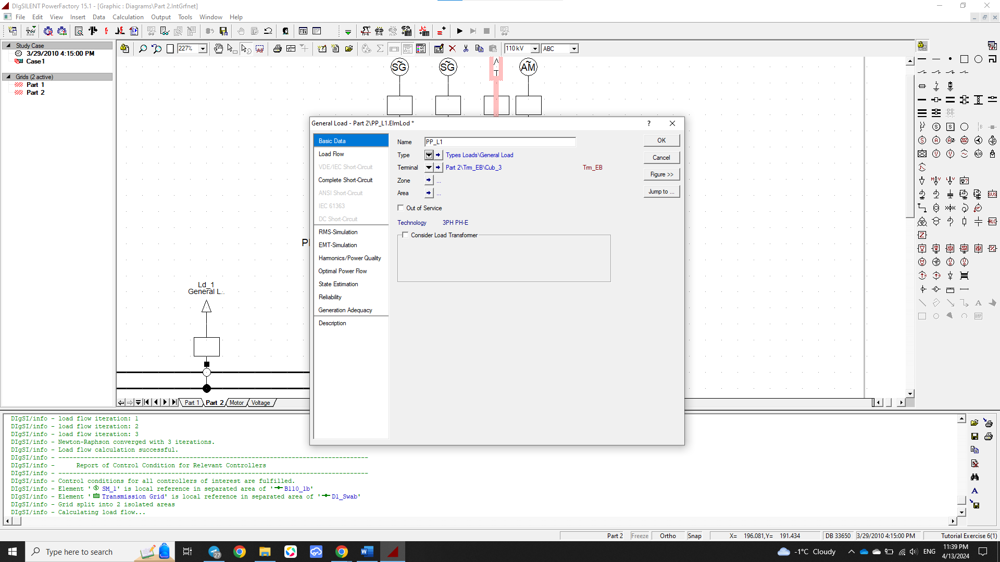 DIgSILENT PowerFactory 15.1 - [Graphic : Diagrams\Part 2.IntGrfnet]
File Edit View Insert Data Calculation Output Tools Window Help
Study Case
3/29/2010 4:15:00 PM
Case1
Grids (2 active)
Part 1
Part 2
227%
110 kV
ABC
SG
SG
T
AM
General Load - Part 2\PP_L1.ElmLod *
?
Basic Data
Load Flow
VDE/IEC Short-Circuit
Complete Short-Circuit
ANSI Short-Circuit
IEC 61363
DC Short-Circuit
RMS-Simulation
EMT-Simulation
Harmonics/Power Quality
Optimal Power Flow
State Estimation
Reliability
Generation Adequacy
Description
Name PP_L1
Type Types Loads\General Load
Terminal Part 2\Tm_EB\Cub_3 Tm_EB
Zone ...
Area ...
Out of Service
Technology 3PH PH-E
Consider Load Transformer
OK
Cancel
Figure >>
Jump to ...
Ld_1
General L..
Part 1 Part 2 Motor Voltage
DIgSI/info - load flow iteration: 1
DIgSI/info - load flow iteration: 2
DIgSI/info - load flow iteration: 3
DIgSI/info - Newton-Raphson converged with 3 iterations.
DIgSI/info - Load flow calculation successful.
DIgSI/info - --------------------------------------------------------------------------------
DIgSI/info - Report of Control Condition for Relevant Controllers
DIgSI/info - --------------------------------------------------------------------------------
DIgSI/info - Control conditions for all controllers of interest are fulfilled.
DIgSI/info - Element ' SM_1' is local reference in separated area of ' B110_1b'
DIgSI/info - Element ' Transmission Grid' is local reference in separated area of ' D1_Swab'
DIgSI/info - Grid split into 2 isolated areas
DIgSI/info - Calculating load flow...
Part 2 Freeze Ortho Snap X= 196.081,Y= 191.434 DB 33650 3/29/2010 4:15:00 PM Tutorial Exercise 6(1)
Type here to search
27
-1°C Cloudy
ENG
11:39 PM
4/13/2024